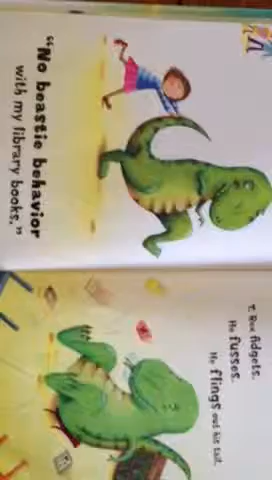 "No beastie behavior
with my library books."
T. Rex fidgets.
He fusses.
He flings out his tail.